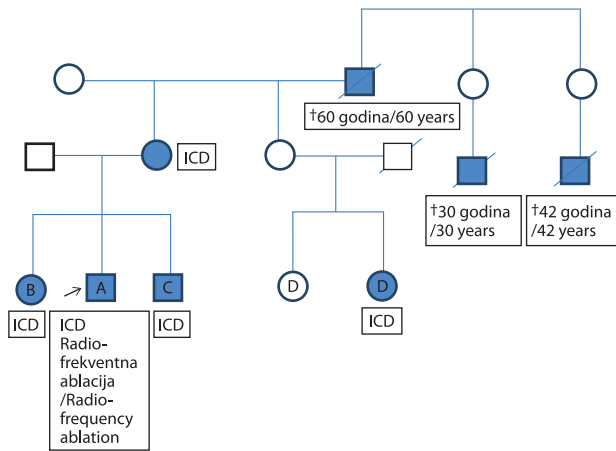 †60 godina/60 years
ICD
†30 godina
/30 years
†42 godina
/42 years
B
A
C
D
D
ICD
ICD
Radio-
frekventna
ablacija
/Radio-
frequency
ablation
ICD
ICD